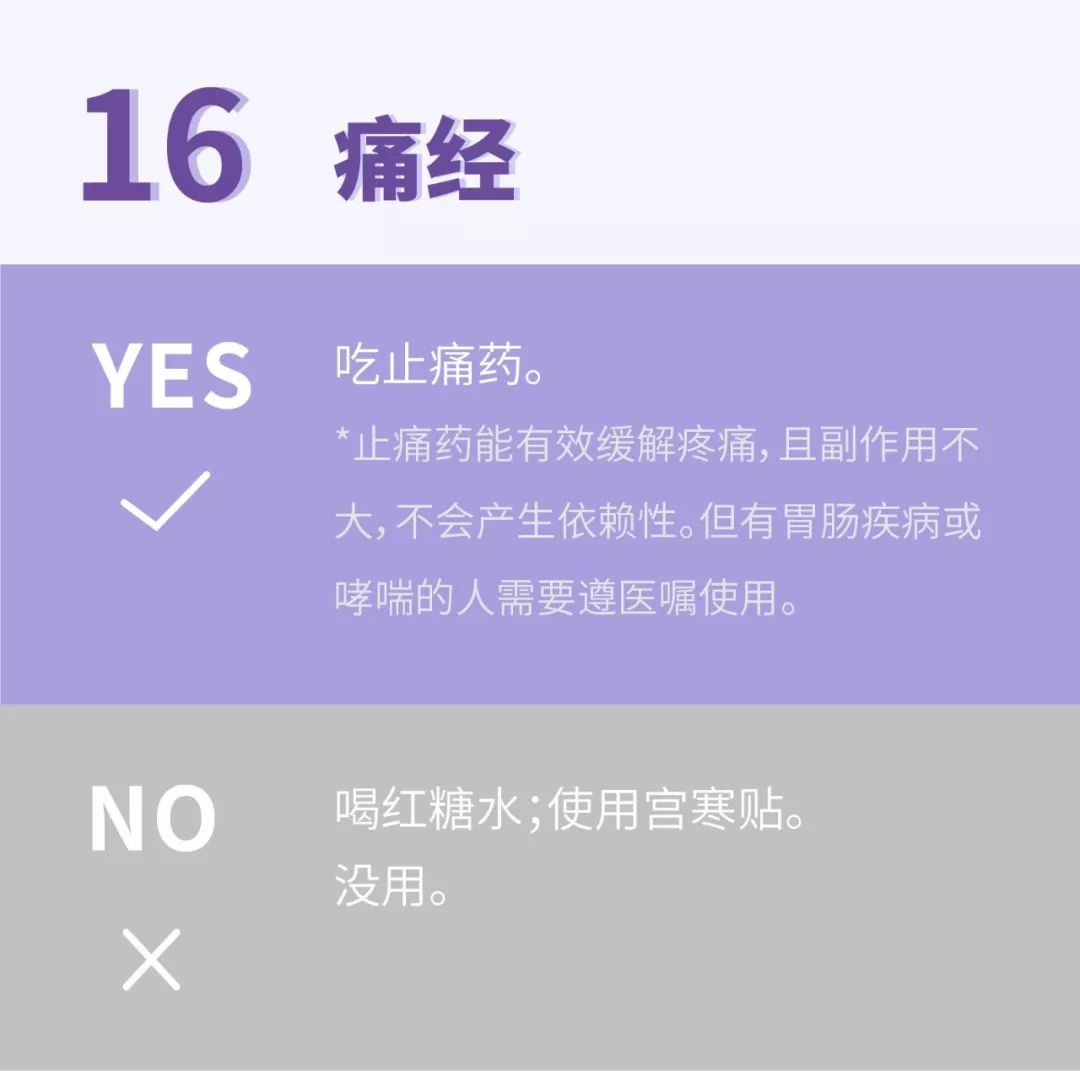 16 痛经
YES
吃止痛药。
*止痛药能有效缓解疼痛，且副作用不
大，不会产生依赖性。但有胃肠疾病或
哮喘的人需要遵医嘱使用。
NO
喝红糖水；使用宫寒贴。
没用。